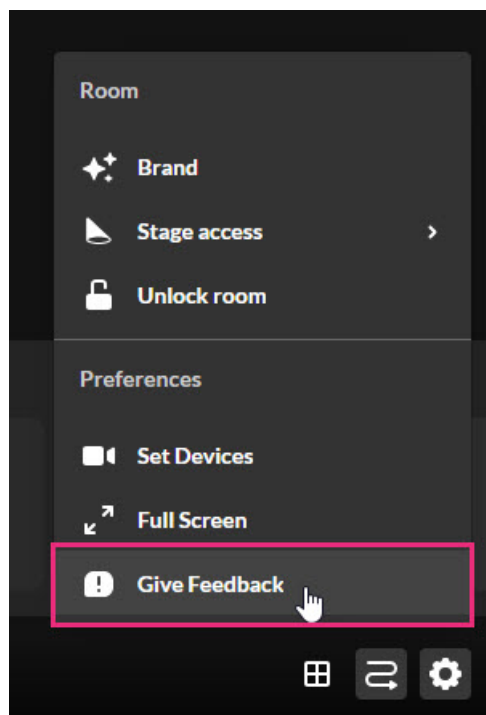 Room
Brand
Stage access
Unlock room
Preferences
Set Devices
Full Screen
Give Feedback